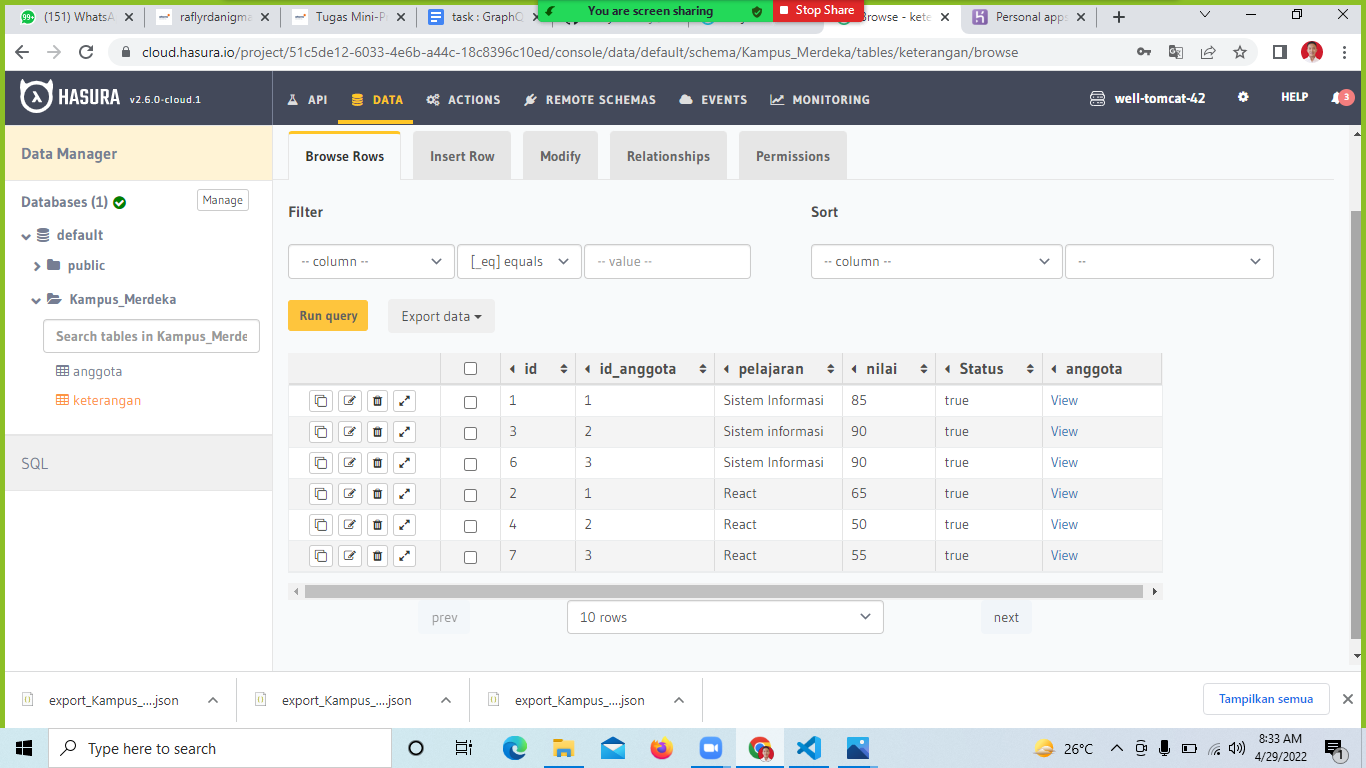 You are screen sharing
Stop Share
(151) WhatsA
raflyrdanigma
Tugas Mini-P
task : GraphQ
Browse - kete
Personal apps
cloud.hasura.io/project/51c5de12-6033-4e6b-a44c-18c8396c10ed/console/data/default/schema/Kampus_Merdeka/tables/keterangan/browse
HASURA v2.6.0-cloud.1
API DATA ACTIONS REMOTE SCHEMAS EVENTS MONITORING
well-tomcat-42 HELP 3
Data Manager
Databases (1) Manage
default
public
Kampus_Merdeka
Search tables in Kampus_Merde
anggota
keterangan
SQL
Browse Rows Insert Row Modify Relationships Permissions
Filter Sort
-- column -- [_eq] equals -- value -- -- column -- --
Run query Export data
id id_anggota pelajaran nilai Status anggota
1 1 Sistem Informasi 85 true View
3 2 Sistem informasi 90 true View
6 3 Sistem Informasi 90 true View
2 1 React 65 true View
4 2 React 50 true View
7 3 React 55 true View
prev 10 rows next
export_Kampus_....json export_Kampus_....json export_Kampus_....json Tampilkan semua
Type here to search
26°C
8:33 AM
4/29/2022
1